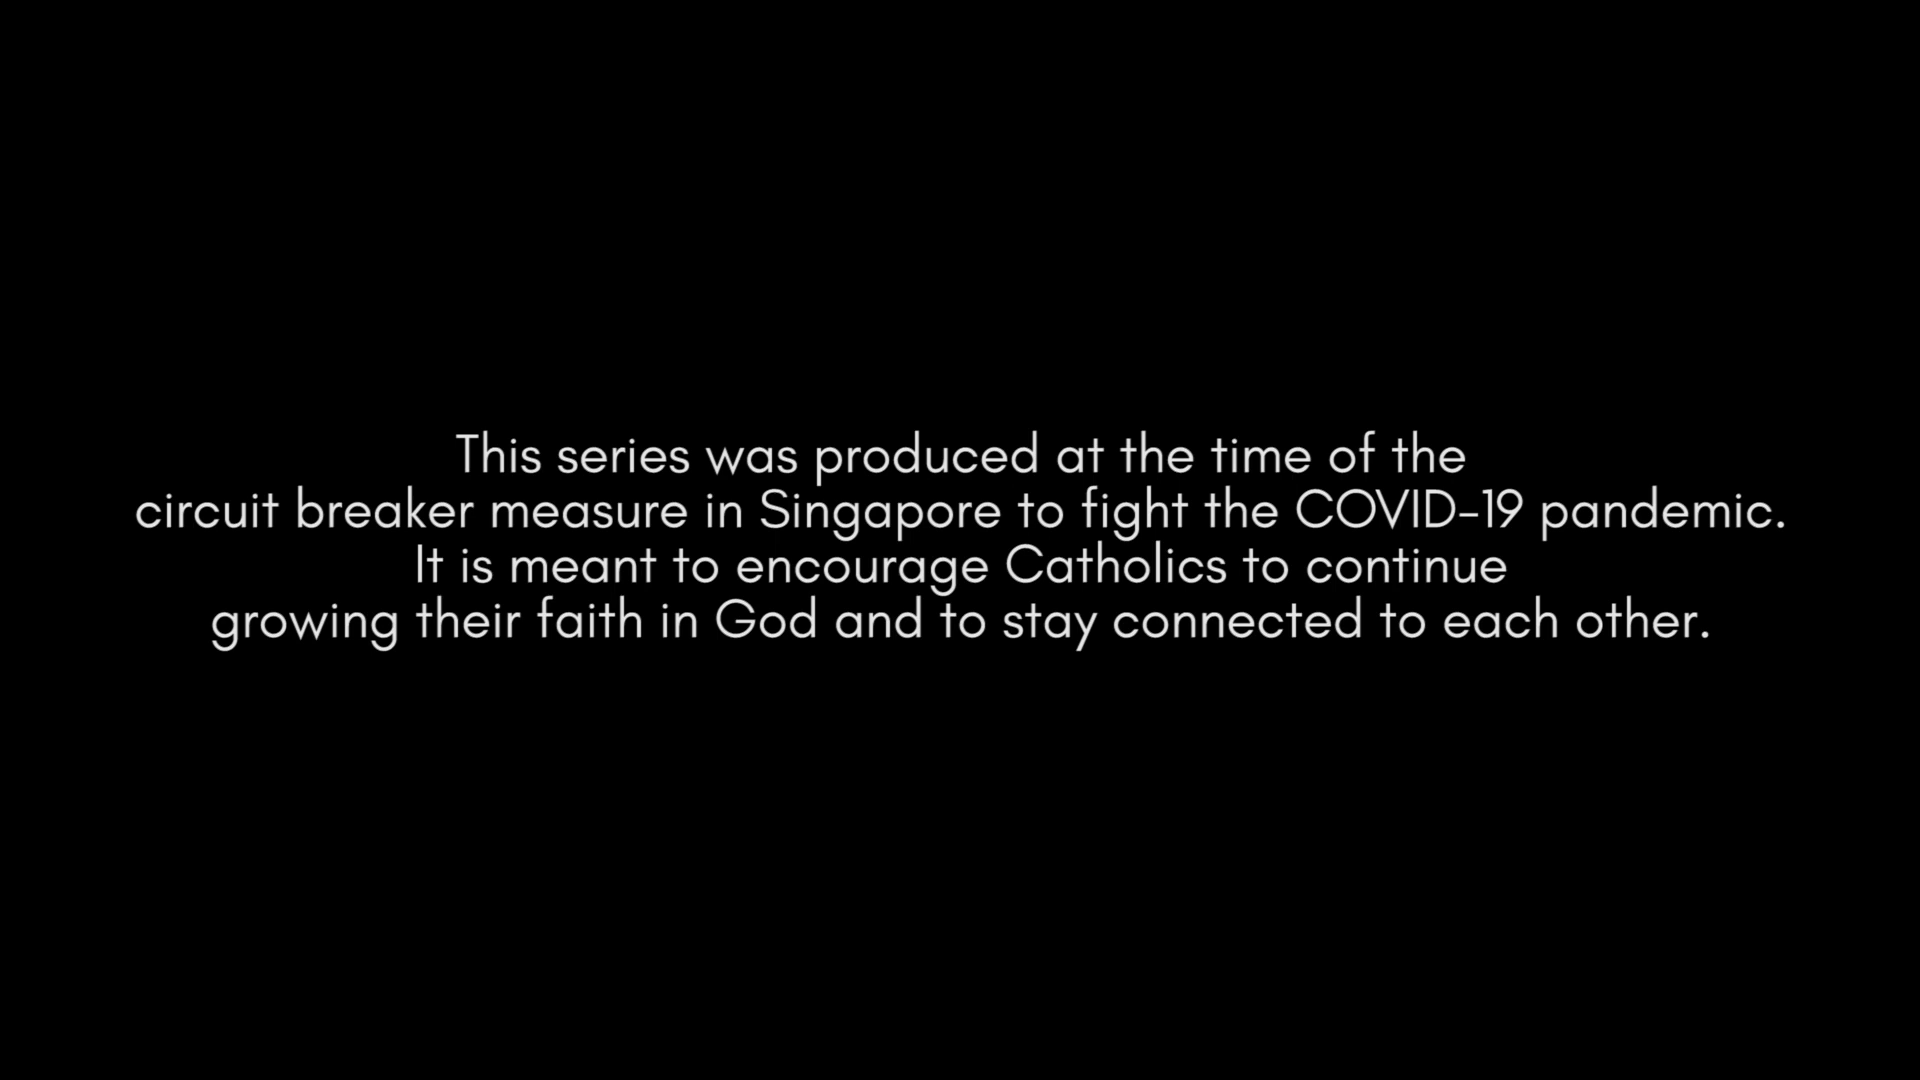 This series was produced at the time of the
circuit breaker measure in Singapore to fight the COVID-19 pandemic.
It is meant to encourage Catholics to continue
growing their faith in God and to stay connected to each other.